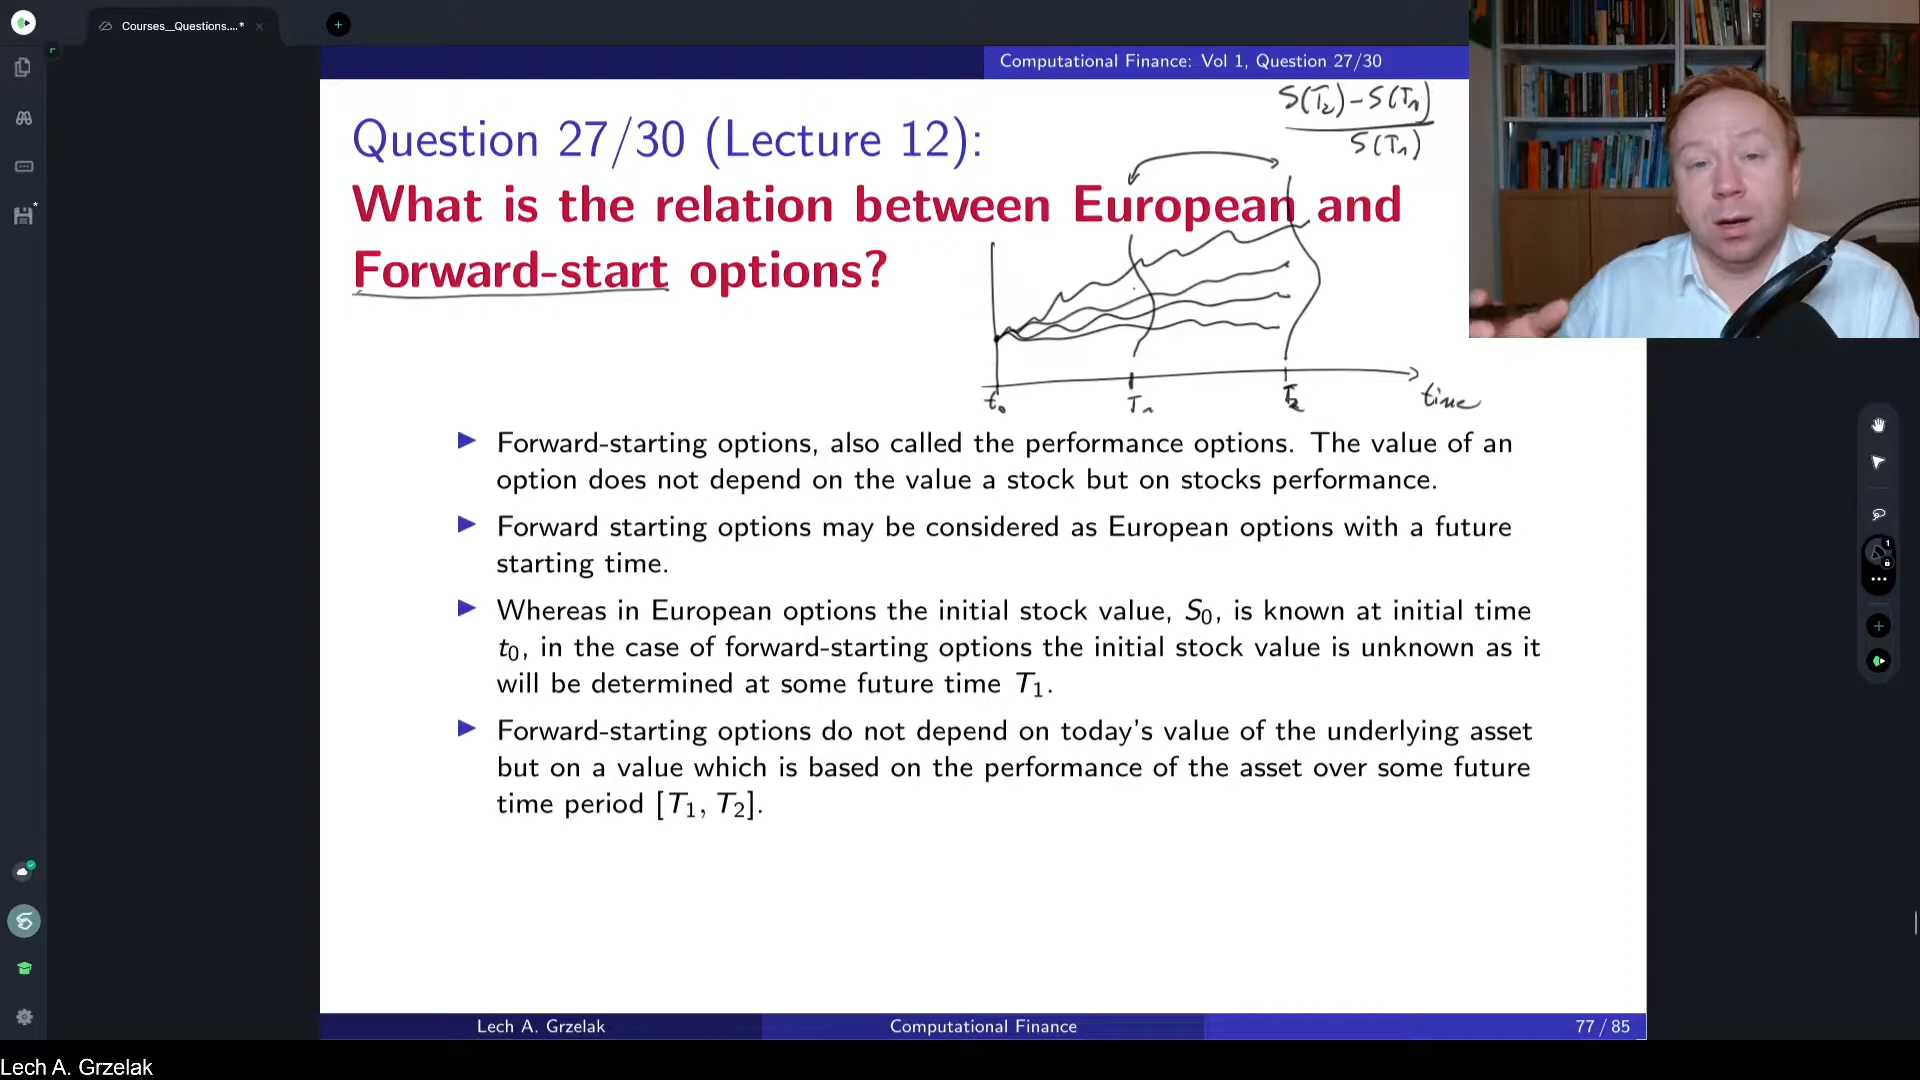 Courses__Questions....*
Computational Finance: Vol 1, Question 27/30
S(T₂) - S(T₁)
S(T₁)
Question 27/30 (Lecture 12):
What is the relation between European and
Forward-start options?
t₀
T₁
T₂
time
▶ Forward-starting options, also called the performance options. The value of an
option does not depend on the value a stock but on stocks performance.
▶ Forward starting options may be considered as European options with a future
starting time.
▶ Whereas in European options the initial stock value, S₀, is known at initial time
t₀, in the case of forward-starting options the initial stock value is unknown as it
will be determined at some future time T₁.
▶ Forward-starting options do not depend on today's value of the underlying asset
but on a value which is based on the performance of the asset over some future
time period [T₁, T₂].
1
Lech A. Grzelak
Computational Finance
77 / 85
Lech A. Grzelak